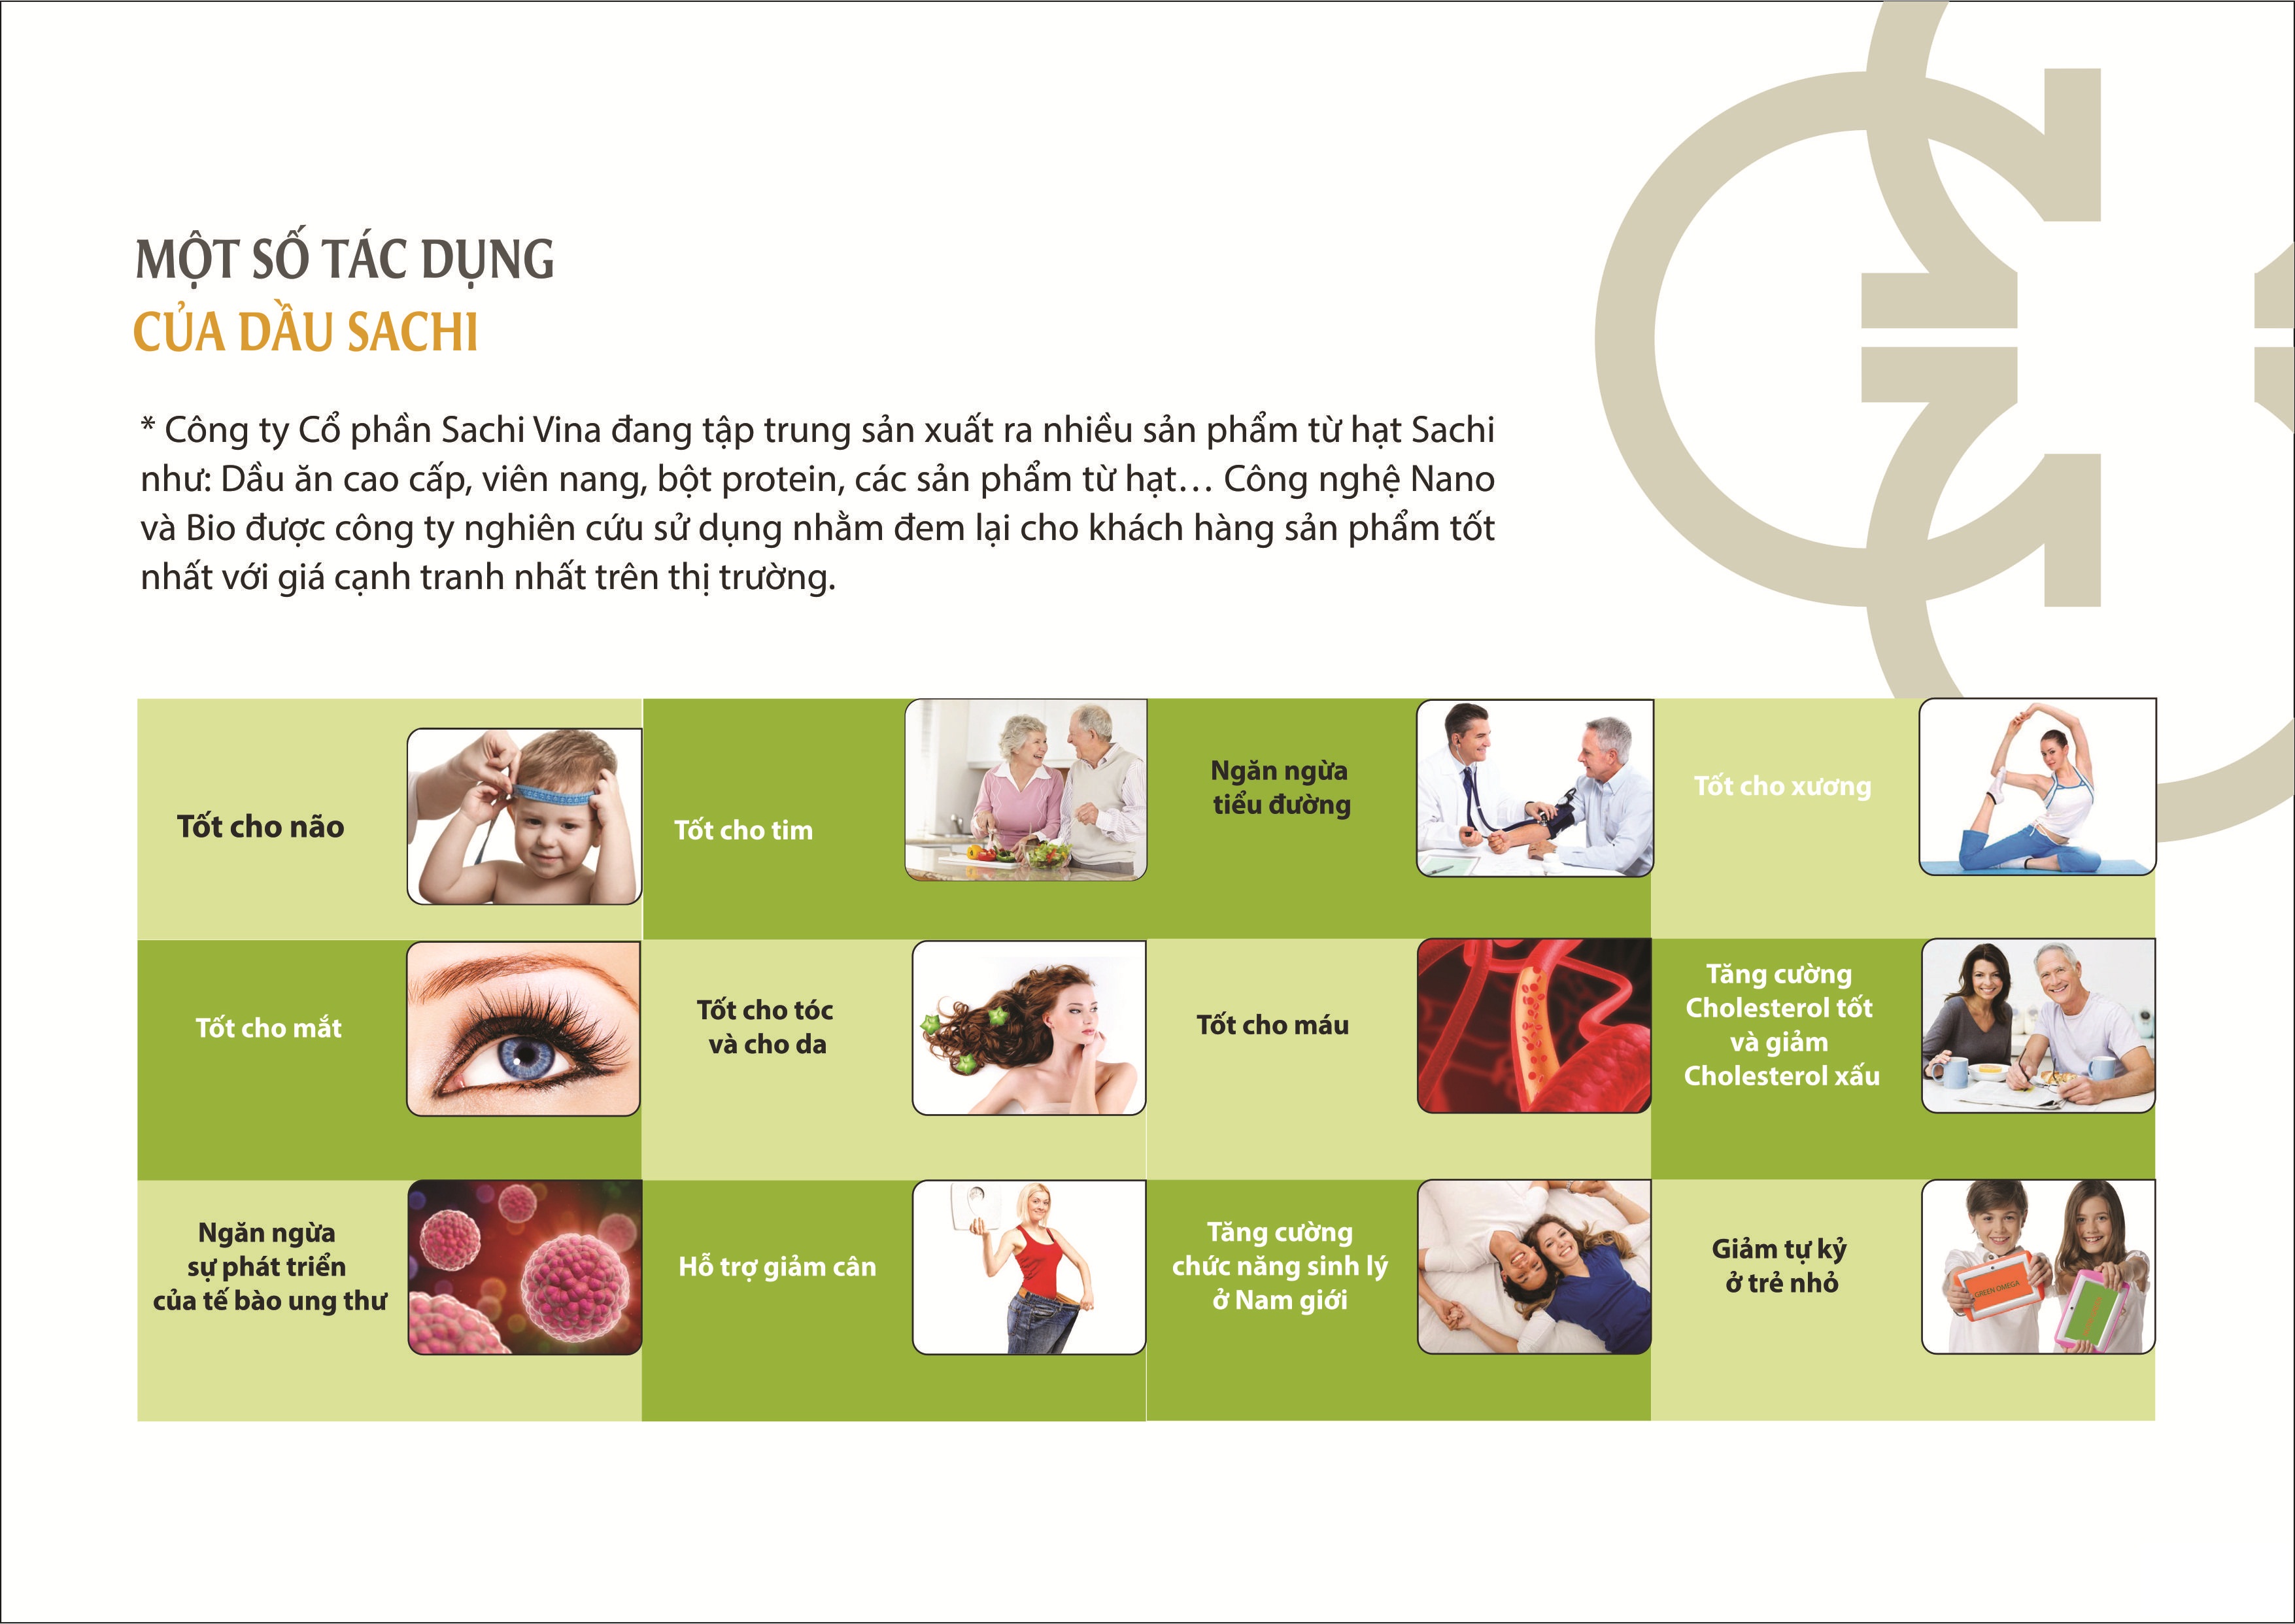 MỘT SỐ TÁC DỤNG
CỦA DẦU SACHI
* Công ty Cổ phần Sachi Vina đang tập trung sản xuất ra nhiều sản phẩm từ hạt Sachi
như: Dầu ăn cao cấp, viên nang, bột protein, các sản phẩm từ hạt… Công nghệ Nano
và Bio được công ty nghiên cứu sử dụng nhằm đem lại cho khách hàng sản phẩm tốt
nhất với giá cạnh tranh nhất trên thị trường.
Tốt cho não
Tốt cho tim
Ngăn ngừa
tiểu đường
Tốt cho xương
Tốt cho mắt
Tốt cho tóc
và cho da
Tốt cho máu
Tăng cường
Cholesterol tốt
và giảm
Cholesterol xấu
Ngăn ngừa
sự phát triển
của tế bào ung thư
Hỗ trợ giảm cân
Tăng cường
chức năng sinh lý
ở Nam giới
Giảm tự kỷ
ở trẻ nhỏ
GREEN OMEGA